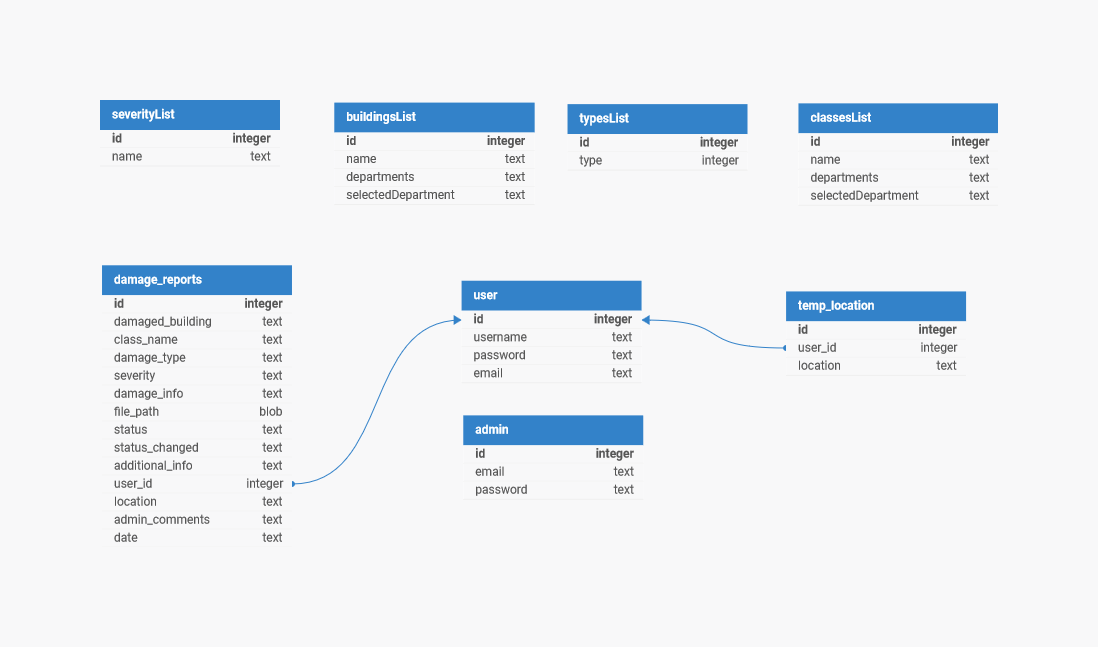 severityList
id integer
name text
buildingsList
id integer
name text
departments text
selectedDepartment text
typesList
id integer
type integer
classesList
id integer
name text
departments text
selectedDepartment text
damage_reports
id integer
damaged_building text
class_name text
damage_type text
severity text
damage_info text
file_path blob
status text
status_changed text
additional_info text
user_id integer
location text
admin_comments text
date text
user
id integer
username text
password text
email text
admin
id integer
email text
password text
temp_location
id integer
user_id integer
location text